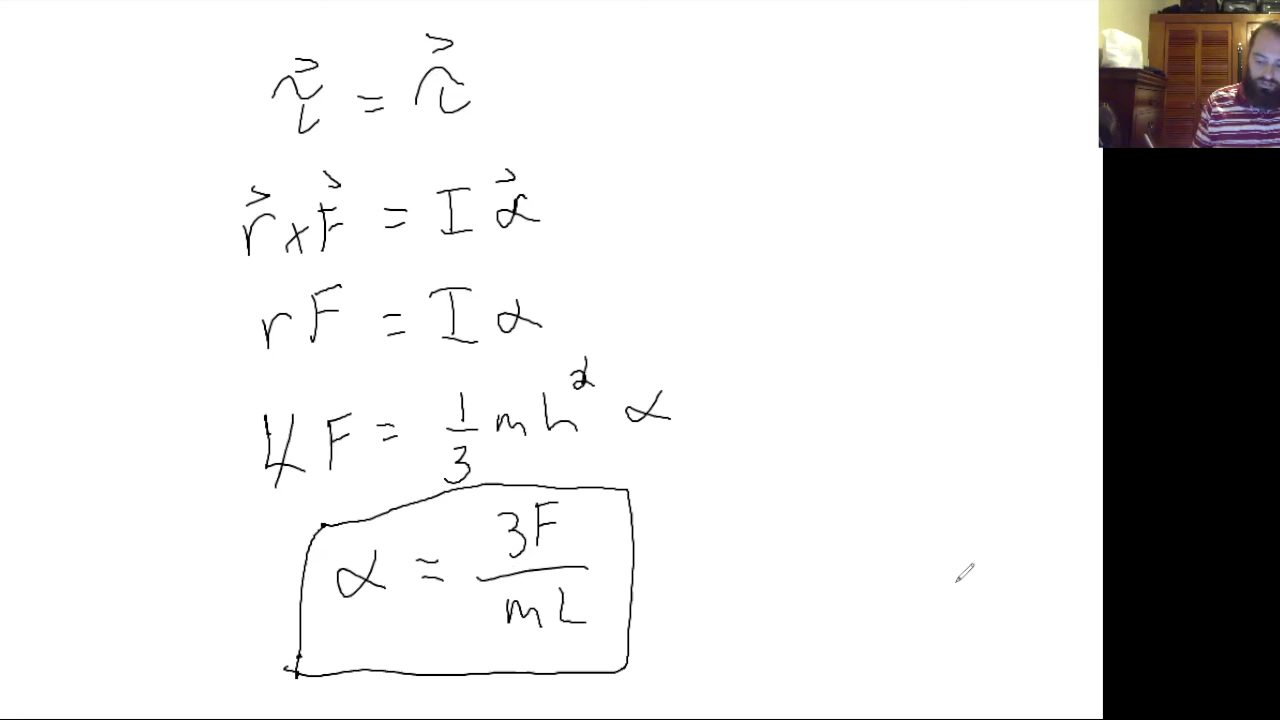 τ⃗ = τ⃗
r⃗ × F⃗ = I α⃗
r F = I α
L F = 1/3 m L² α
α = 3F/mL